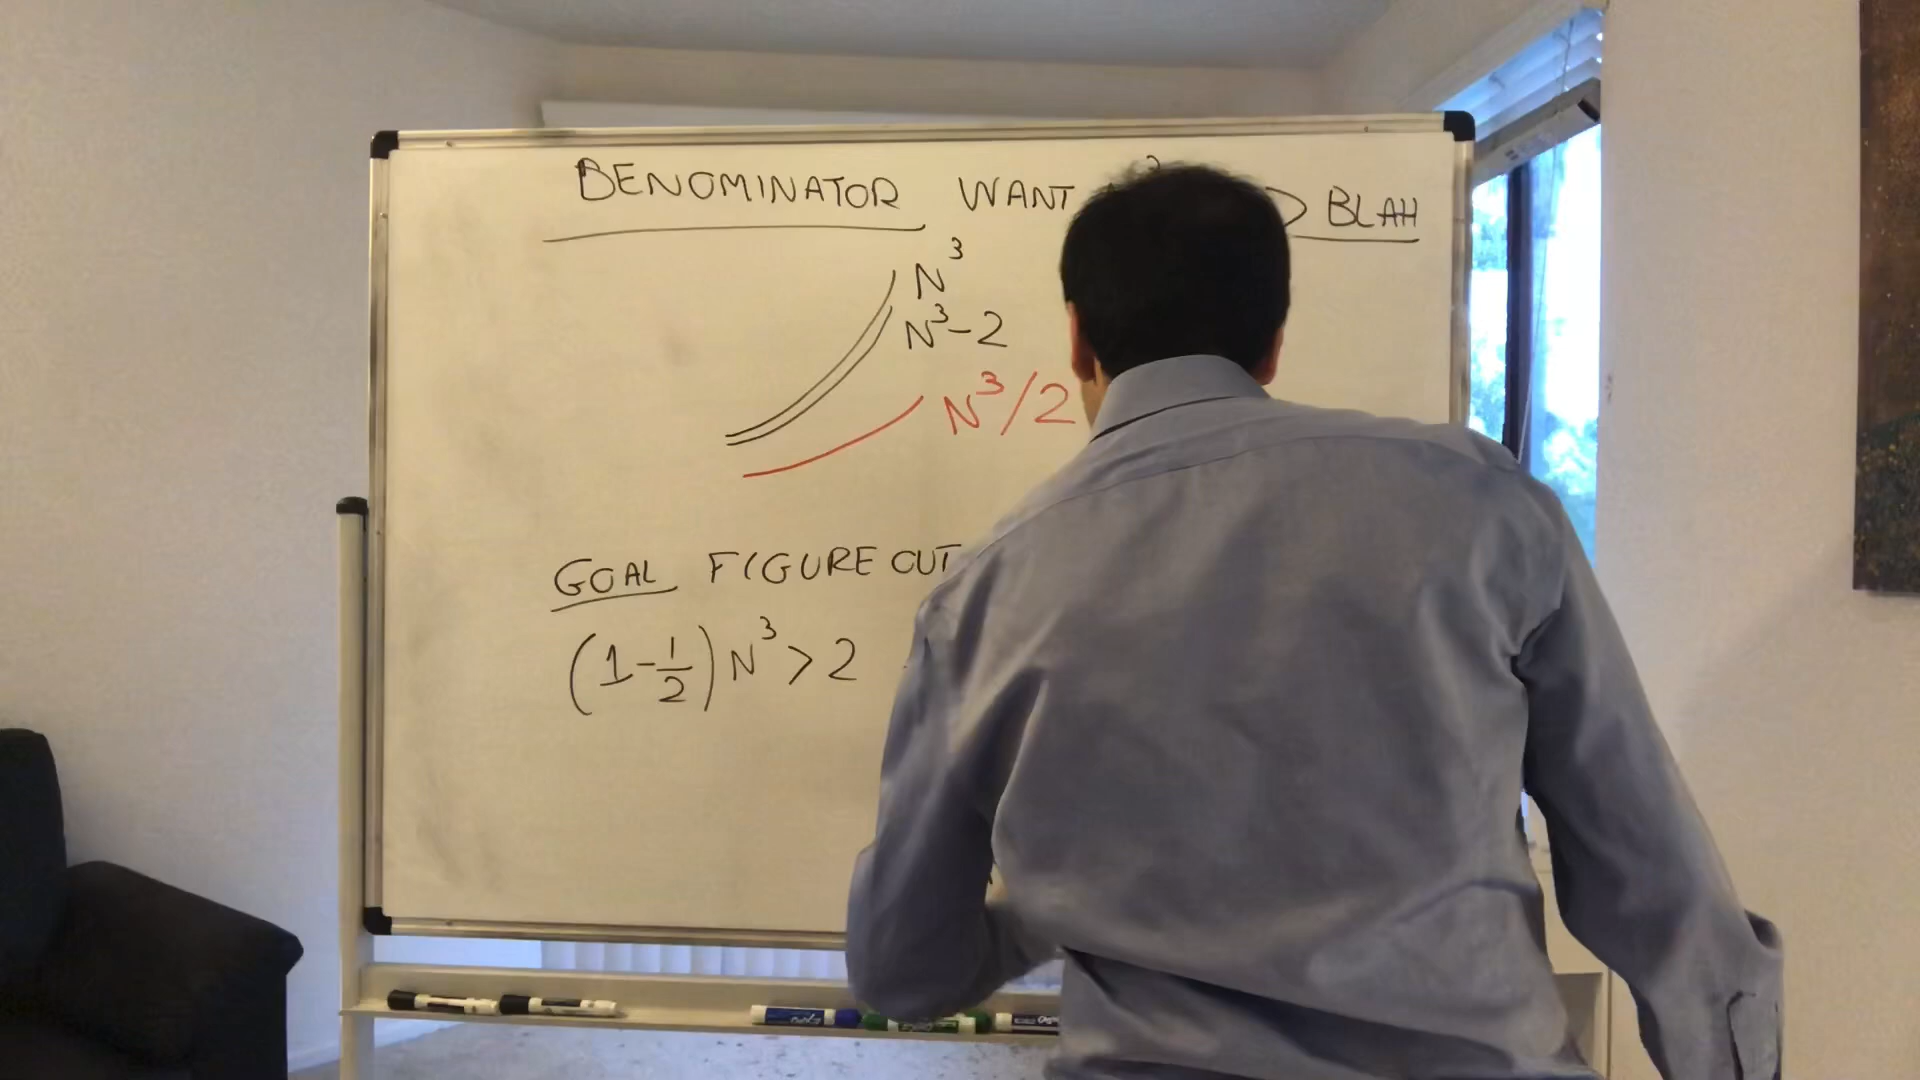 BENOMINATOR WANT > BLAH
N³
N³-2
N³/2
GOAL FIGURE OUT
(1-1/2)N³>2